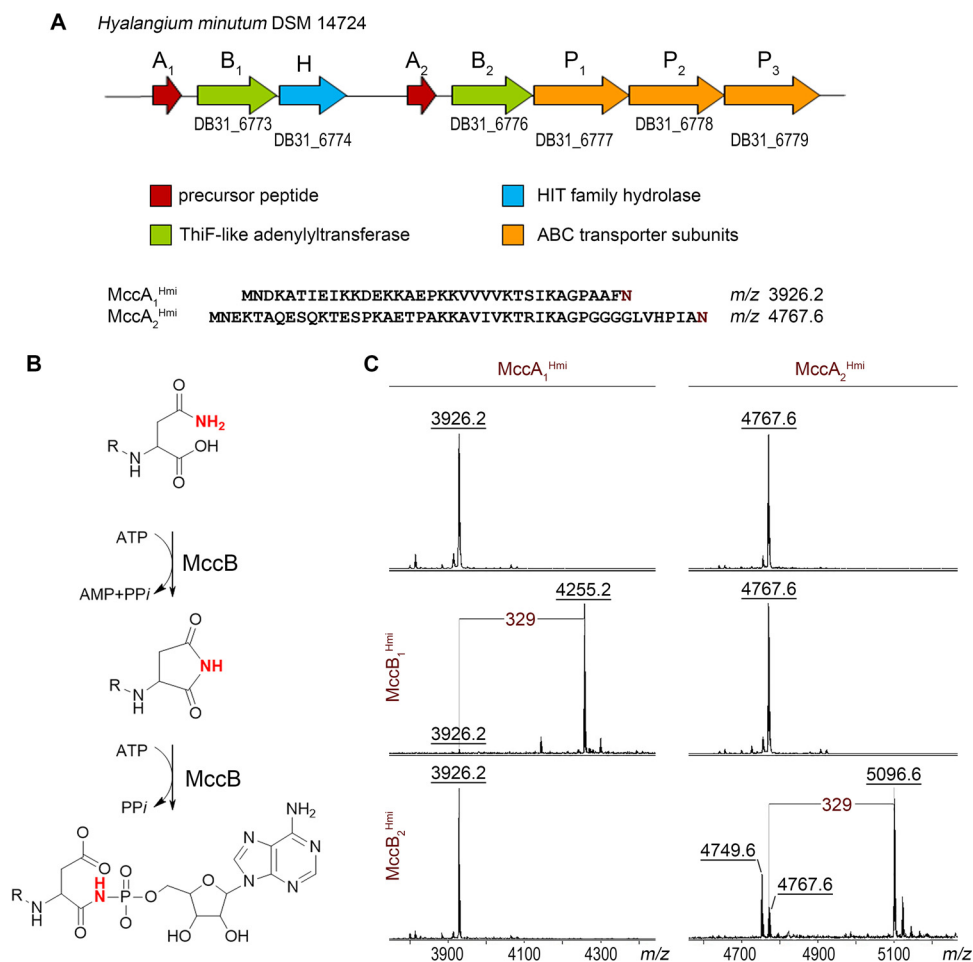 A Hyalangium minutum DSM 14724
A1 B1 H A2 B2 P1 P2 P3
DB31_6773 DB31_6774 DB31_6776 DB31_6777 DB31_6778 DB31_6779
precursor peptide HIT family hydrolase
ThiF-like adenylyltransferase ABC transporter subunits
MccA1Hmi MNDKATIEIKKDEKKAEPKKVVVVKTSIKAGPAAFN m/z 3926.2
MccA2Hmi MNEKTAQESQKTESPKAETPAKKAVIVKTRIKAGPGGGGLVHPIAN m/z 4767.6
B
O
NH2
R
OH
N
H
O
ATP
MccB
AMP+PPi
O
R
NH
N
H
O
ATP
MccB
PPi
NH2
O
O
N
N
H
O
R
N
P
O
O
N
N
N
H
O
O
HO
OH
C
MccA1Hmi MccA2Hmi
3926.2 4767.6
MccB1Hmi
4255.2 4767.6
329
3926.2
MccB2Hmi
3926.2 5096.6
329
4749.6
4767.6
3900 4100 4300 m/z 4700 4900 5100 m/z